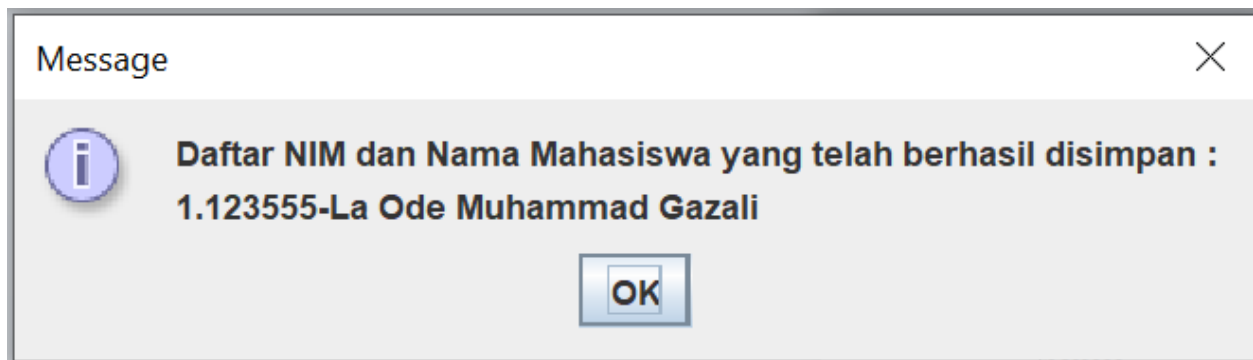 Message
Daftar NIM dan Nama Mahasiswa yang telah berhasil disimpan :
1.123555-La Ode Muhammad Gazali
OK